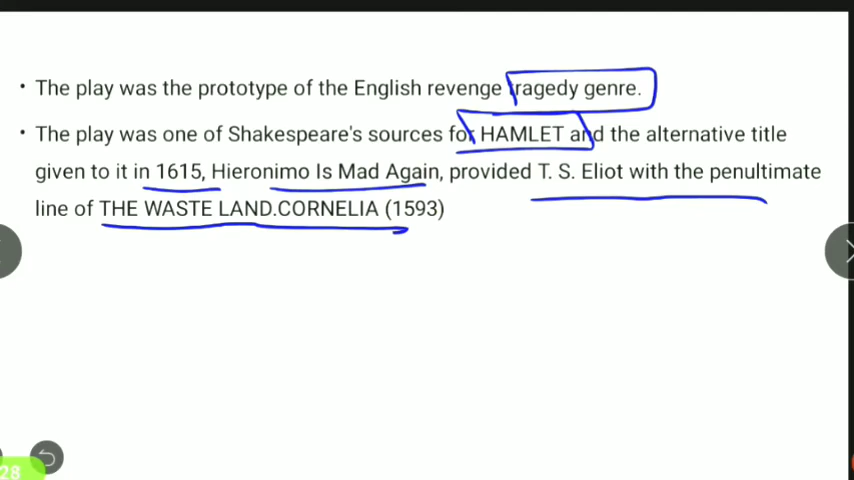 • The play was the prototype of the English revenge tragedy genre.
• The play was one of Shakespeare's sources for HAMLET and the alternative title
given to it in 1615, Hieronimo Is Mad Again, provided T. S. Eliot with the penultimate
line of THE WASTE LAND.CORNELIA (1593)
28